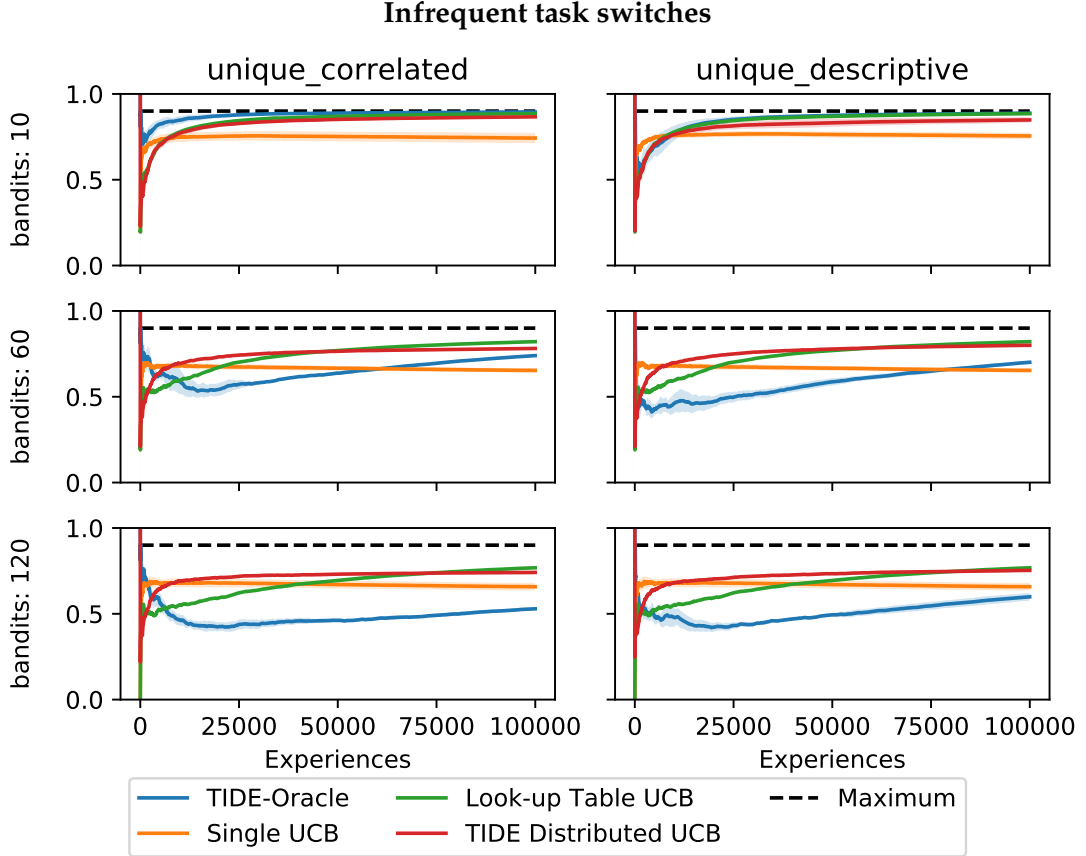 Infrequent task switches
unique_correlated
unique_descriptive
bandits: 10
1.0
0.5
0.0
bandits: 60
1.0
0.5
0.0
bandits: 120
1.0
0.5
0.0
0 25000 50000 75000 100000
0 25000 50000 75000 100000
Experiences
Experiences
TIDE-Oracle
Look-up Table UCB
Maximum
Single UCB
TIDE Distributed UCB